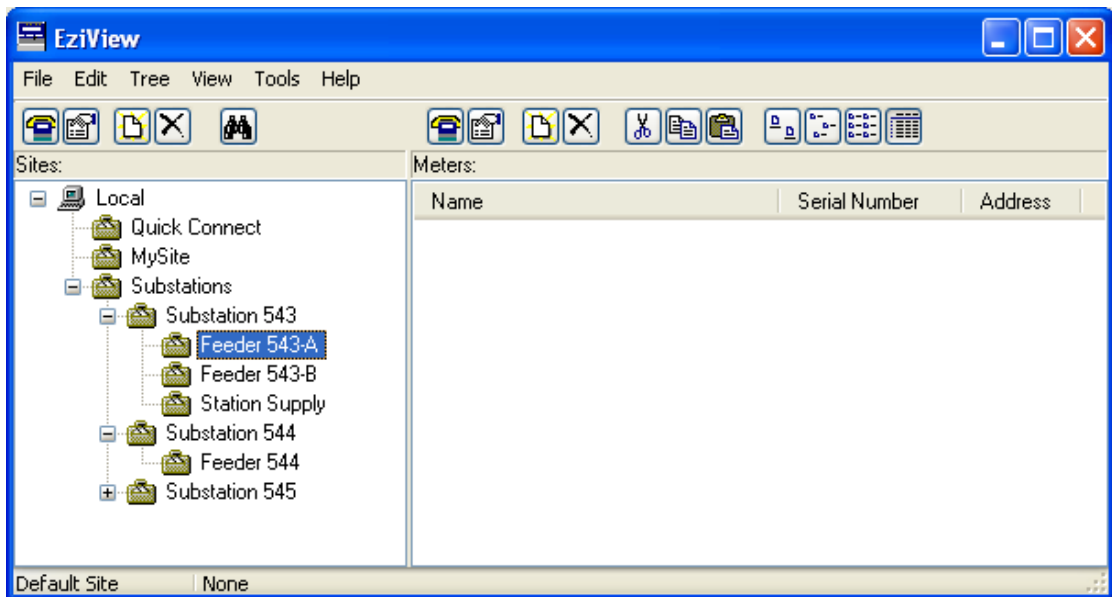 EziView
File Edit Tree View Tools Help
Sites:
Meters:
Local
Quick Connect
MySite
Substations
Substation 543
Feeder 543-A
Feeder 543-B
Station Supply
Substation 544
Feeder 544
Substation 545
Name Serial Number Address
Default Site None